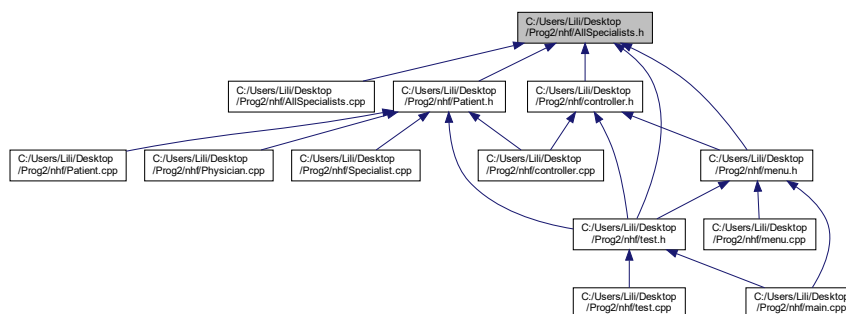 C:/Users/Lili/Desktop
/Prog2/nhf/AllSpecialists.h
C:/Users/Lili/Desktop
/Prog2/nhf/AllSpecialists.cpp
C:/Users/Lili/Desktop
/Prog2/nhf/Patient.h
C:/Users/Lili/Desktop
/Prog2/nhf/controller.h
C:/Users/Lili/Desktop
/Prog2/nhf/Patient.cpp
C:/Users/Lili/Desktop
/Prog2/nhf/Physician.cpp
C:/Users/Lili/Desktop
/Prog2/nhf/Specialist.cpp
C:/Users/Lili/Desktop
/Prog2/nhf/controller.cpp
C:/Users/Lili/Desktop
/Prog2/nhf/menu.h
C:/Users/Lili/Desktop
/Prog2/nhf/test.h
C:/Users/Lili/Desktop
/Prog2/nhf/menu.cpp
C:/Users/Lili/Desktop
/Prog2/nhf/test.cpp
C:/Users/Lili/Desktop
/Prog2/nhf/main.cpp